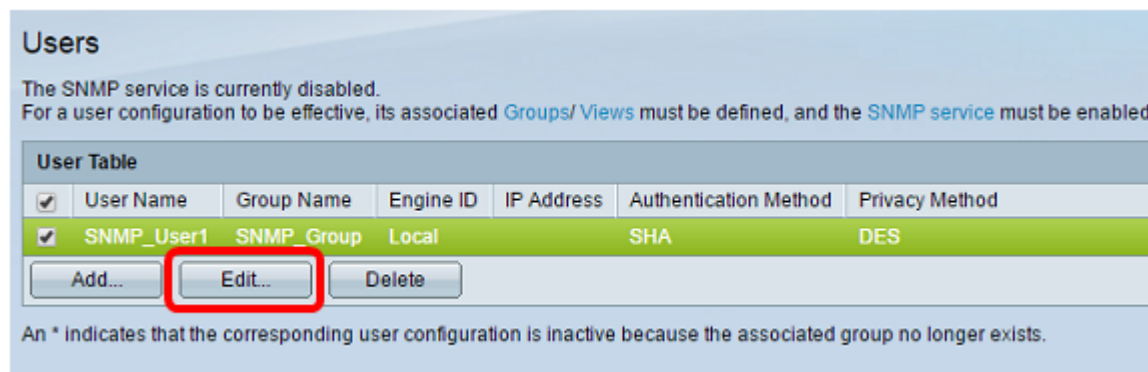 Users
The SNMP service is currently disabled.
For a user configuration to be effective, its associated Groups/ Views must be defined, and the SNMP service must be enabled
User Table
User Name Group Name Engine ID IP Address Authentication Method Privacy Method
SNMP_User1 SNMP_Group Local SHA DES
Add... Edit... Delete
An * indicates that the corresponding user configuration is inactive because the associated group no longer exists.